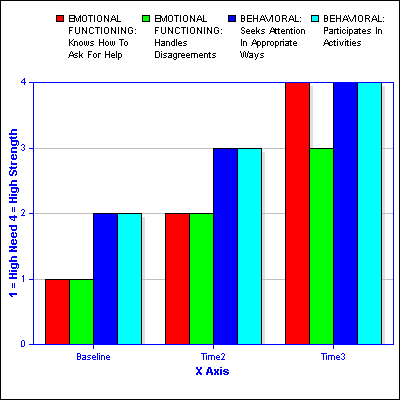 EMOTIONAL FUNCTIONING:
Knows How To
Ask For Help
EMOTIONAL FUNCTIONING:
Handles
Disagreements
BEHAVIORAL:
Seeks Attention
In Appropriate
Ways
BEHAVIORAL:
Participates In
Activities
1 = High Need 4 = High Strength
4
3
2
1
0
Baseline Time2 Time3
X Axis